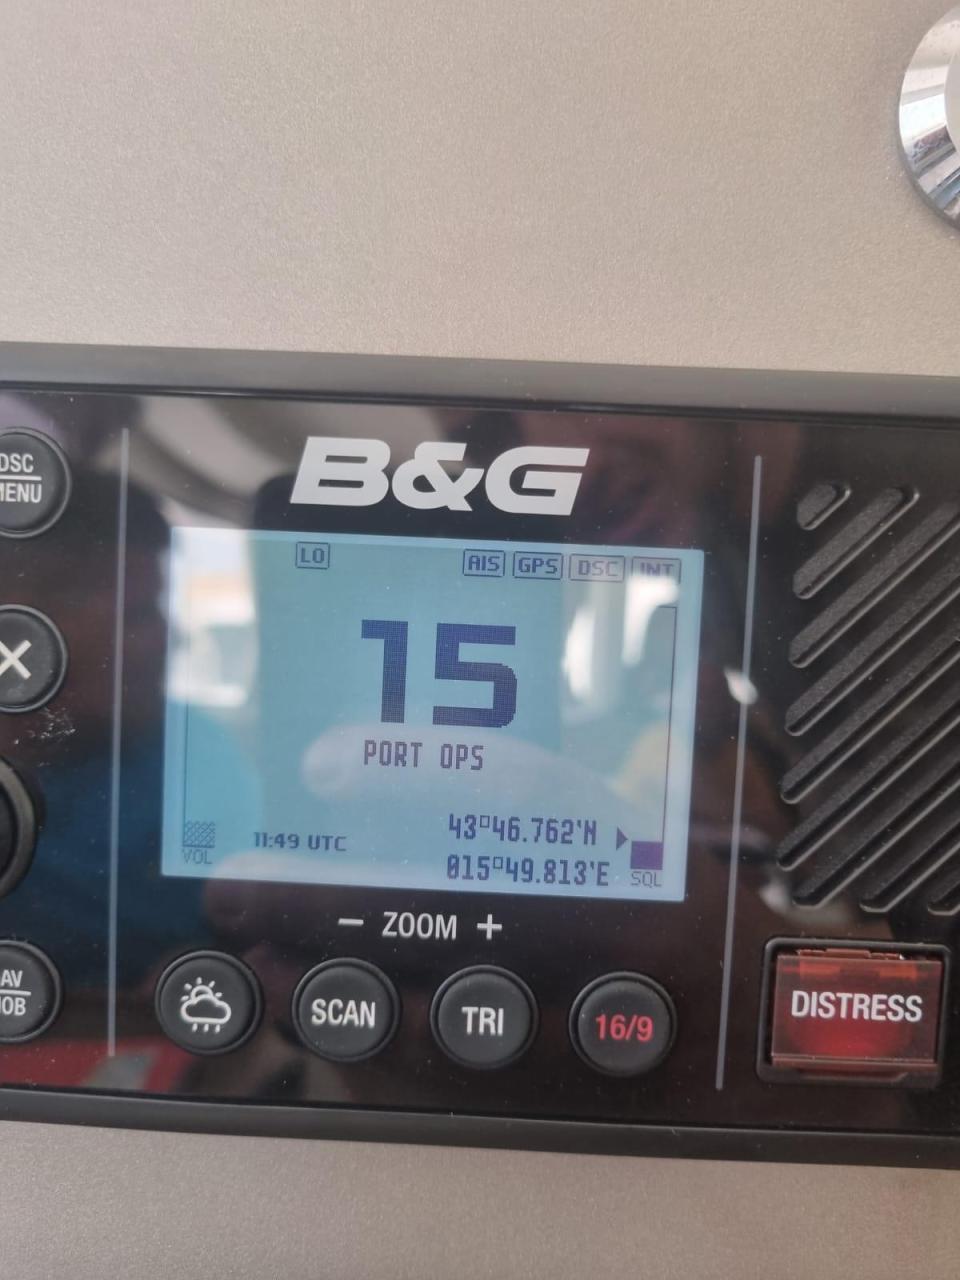 B&G
DSC
MENU
LO AIS GPS DSC INT
15
PORT OPS
VOL
11:49 UTC
43°46.762'N
015°49.813'E
SQL
− ZOOM +
SCAN
TRI
16/9
DISTRESS